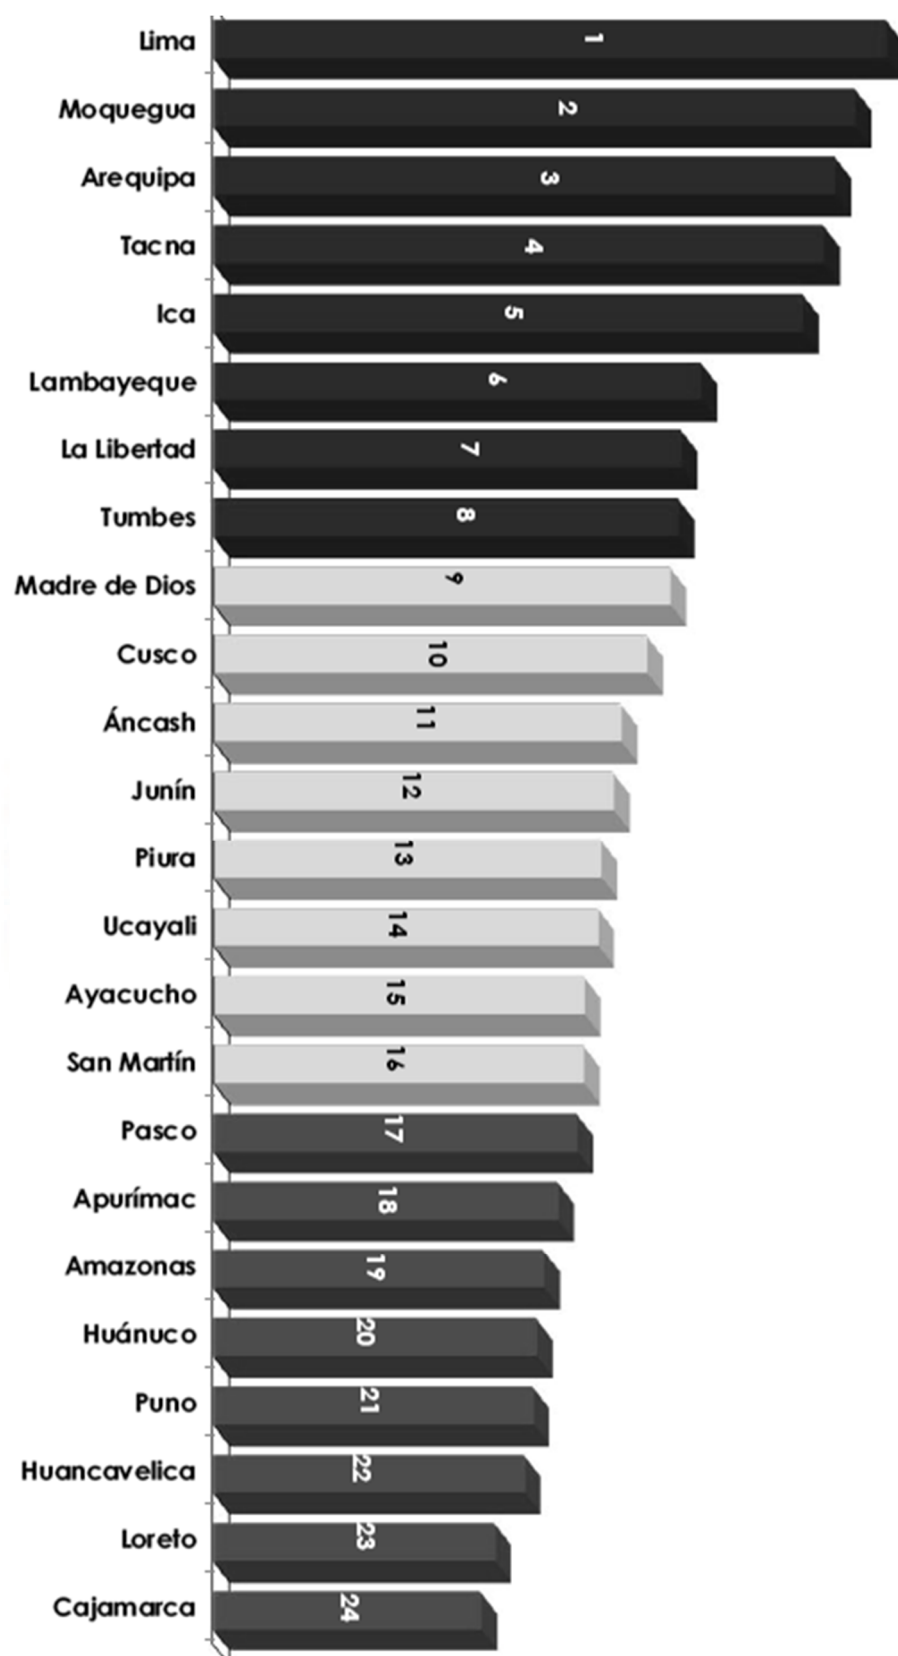 Lima 1
Moquegua 2
Arequipa 3
Tacna 4
Ica 5
Lambayeque 6
La Libertad 7
Tumbes 8
Madre de Dios 9
Cusco 10
Áncash 11
Junín 12
Piura 13
Ucayali 14
Ayacucho 15
San Martín 16
Pasco 17
Apurímac 18
Amazonas 19
Huánuco 20
Puno 21
Huancavelica 22
Loreto 23
Cajamarca 24